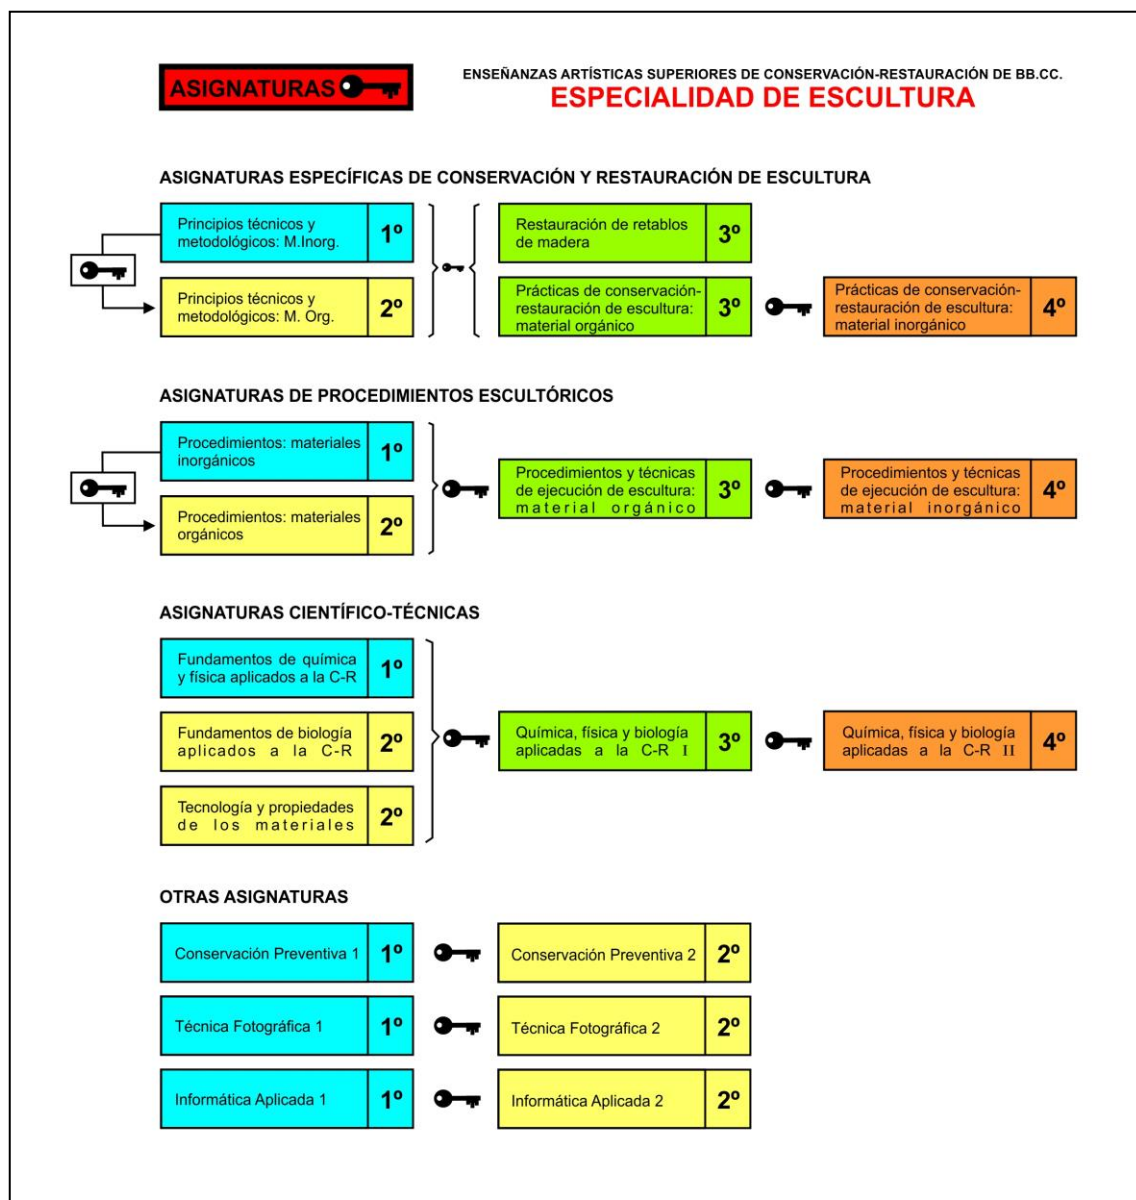 ASIGNATURAS
ENSEÑANZAS ARTÍSTICAS SUPERIORES DE CONSERVACIÓN-RESTAURACIÓN DE BB.CC.
ESPECIALIDAD DE ESCULTURA
ASIGNATURAS ESPECÍFICAS DE CONSERVACIÓN Y RESTAURACIÓN DE ESCULTURA
Principios técnicos y
metodológicos: M.Inorg.
1º
Restauración de retablos
de madera
3º
Principios técnicos y
metodológicos: M. Org.
2º
Prácticas de conservación-
restauración de escultura:
material orgánico
3º
Prácticas de conservación-
restauración de escultura:
material inorgánico
4º
ASIGNATURAS DE PROCEDIMIENTOS ESCULTÓRICOS
Procedimientos: materiales
inorgánicos
1º
Procedimientos: materiales
orgánicos
2º
Procedimientos y técnicas
de ejecución de escultura:
material orgánico
3º
Procedimientos y técnicas
de ejecución de escultura:
material inorgánico
4º
ASIGNATURAS CIENTÍFICO-TÉCNICAS
Fundamentos de química
y física aplicados a la C-R
1º
Fundamentos de biología
aplicados a la C-R
2º
Tecnología y propiedades
de los materiales
2º
Química, física y biología
aplicadas a la C-R I
3º
Química, física y biología
aplicadas a la C-R II
4º
OTRAS ASIGNATURAS
Conservación Preventiva 1
1º
Conservación Preventiva 2
2º
Técnica Fotográfica 1
1º
Técnica Fotográfica 2
2º
Informática Aplicada 1
1º
Informática Aplicada 2
2º